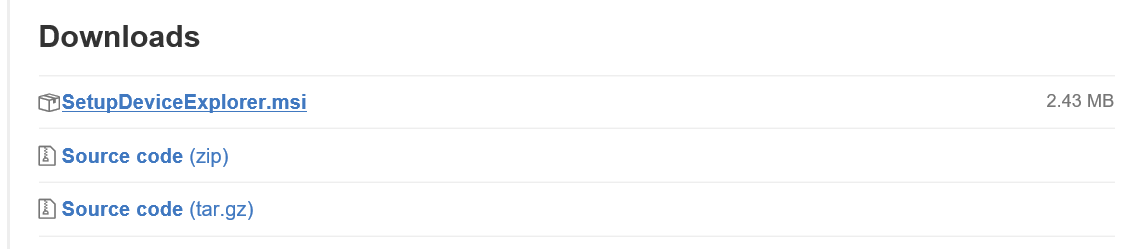 Downloads
SetupDeviceExplorer.msi 2.43 MB
Source code (zip)
Source code (tar.gz)